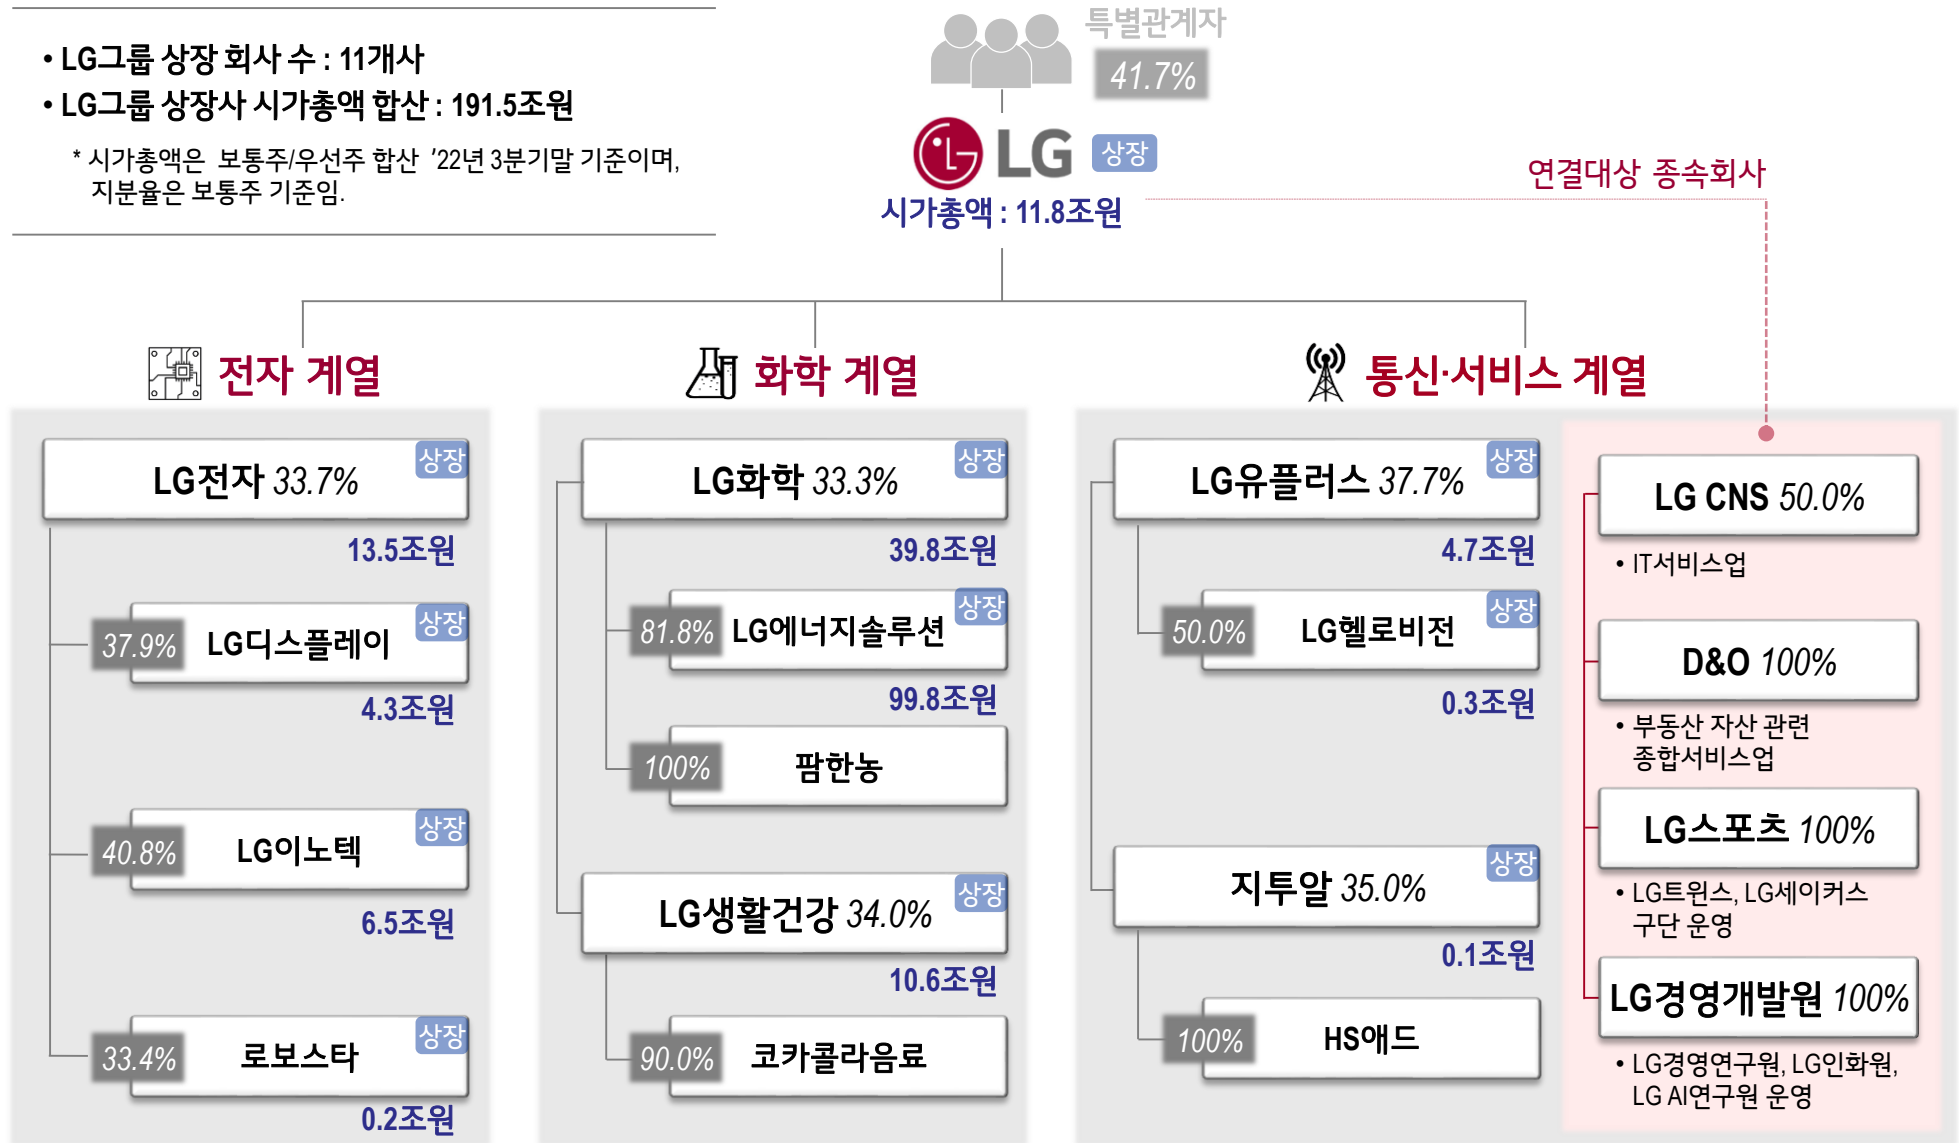 • LG그룹 상장 회사 수 : 11개사
• LG그룹 상장사 시가총액 합산 : 191.5조원
* 시가총액은 보통주/우선주 합산 ′22년 3분기말 기준이며,
지분율은 보통주 기준임.
특별관계자
41.7%
LG 상장
시가총액 : 11.8조원
연결대상 종속회사
전자 계열
LG전자 33.7%
상장
13.5조원
37.9%
LG디스플레이
상장
4.3조원
40.8%
LG이노텍
상장
6.5조원
33.4%
로보스타
상장
0.2조원
화학 계열
LG화학 33.3%
상장
39.8조원
81.8%
LG에너지솔루션
상장
99.8조원
100%
팜한농
LG생활건강 34.0%
상장
10.6조원
90.0%
코카콜라음료
통신·서비스 계열
LG유플러스 37.7%
상장
4.7조원
50.0%
LG헬로비전
상장
0.3조원
지투알 35.0%
상장
0.1조원
100%
HS애드
LG CNS 50.0%
• IT서비스업
D&O 100%
• 부동산 자산 관련
종합서비스업
LG스포츠 100%
• LG트윈스, LG세이커스
구단 운영
LG경영개발원 100%
• LG경영연구원, LG인화원,
LG AI연구원 운영